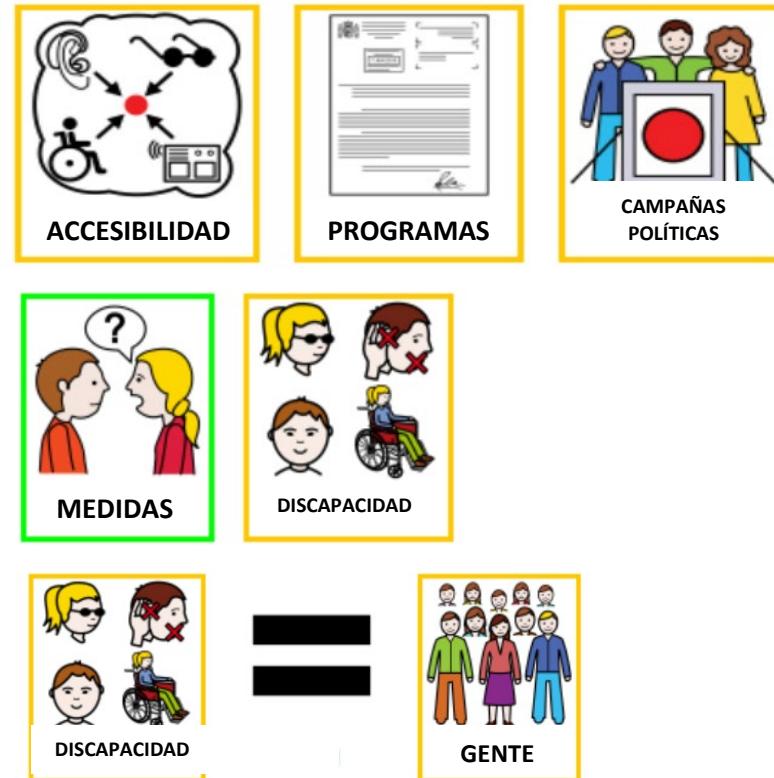 ACCESIBILIDAD
PROGRAMAS
CAMPAÑAS
POLÍTICAS
?
MEDIDAS
DISCAPACIDAD
DISCAPACIDAD
GENTE